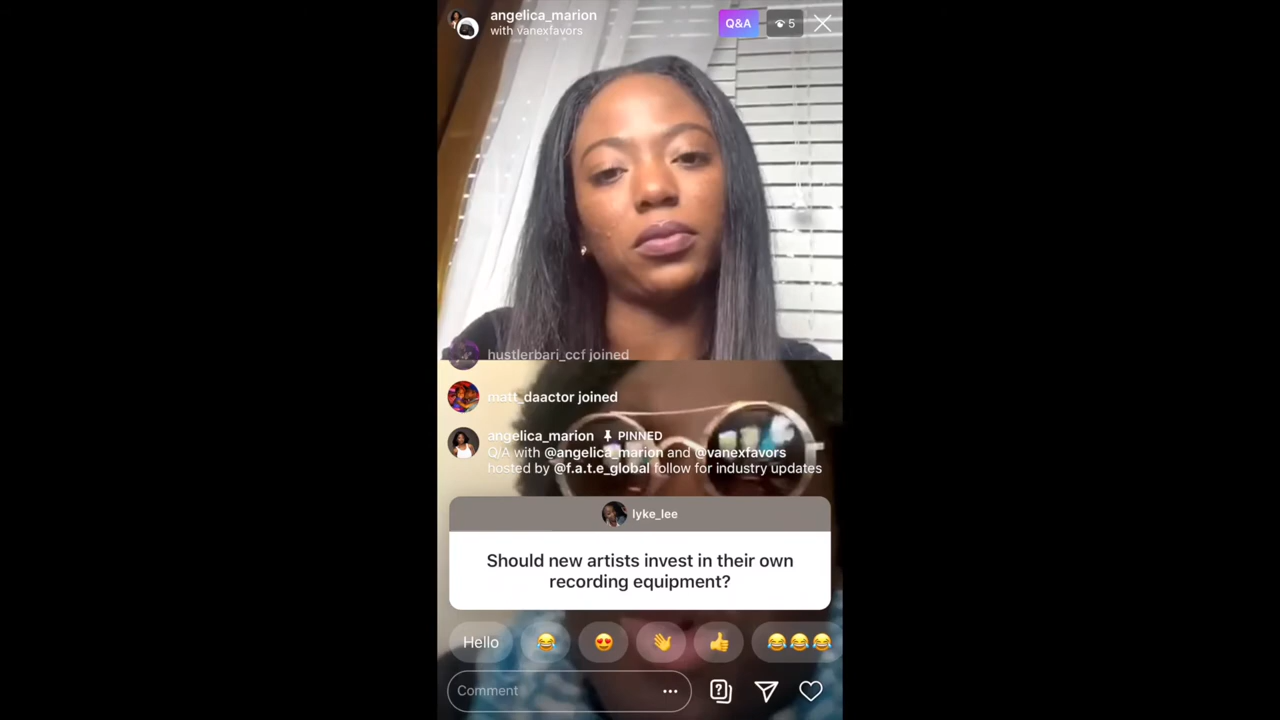 angelica_marion
with vanexfavors
Q&A
5
hustlerbari_ccf joined
matt_daactor joined
angelica_marion PINNED
Q/A with @angelica_marion and @vanexfavors
hosted by @f.a.t.e_global follow for industry updates
lyke_lee
Should new artists invest in their own
recording equipment?
Hello
Comment